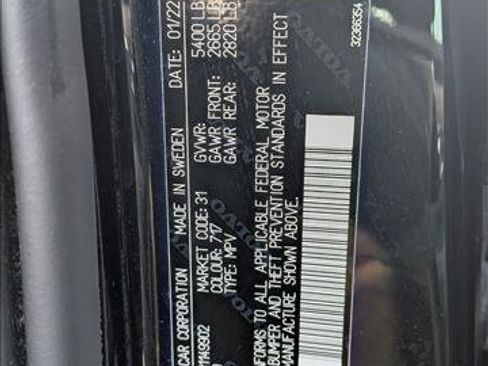 CAR CORPORATION MADE IN SWEDEN DATE: 01/22
GVWR: 5400 LB
MARKET CODE: 31 GAWR FRONT: 2665 LB
COLOUR: 717 GAWR REAR: 2820 LB
TYPE: MPV
TO ALL APPLICABLE FEDERAL MOTOR
BUMPER AND THEFT PREVENTION STANDARDS IN EFFECT
MANUFACTURE SHOWN ABOVE.
32366354
VOLVO